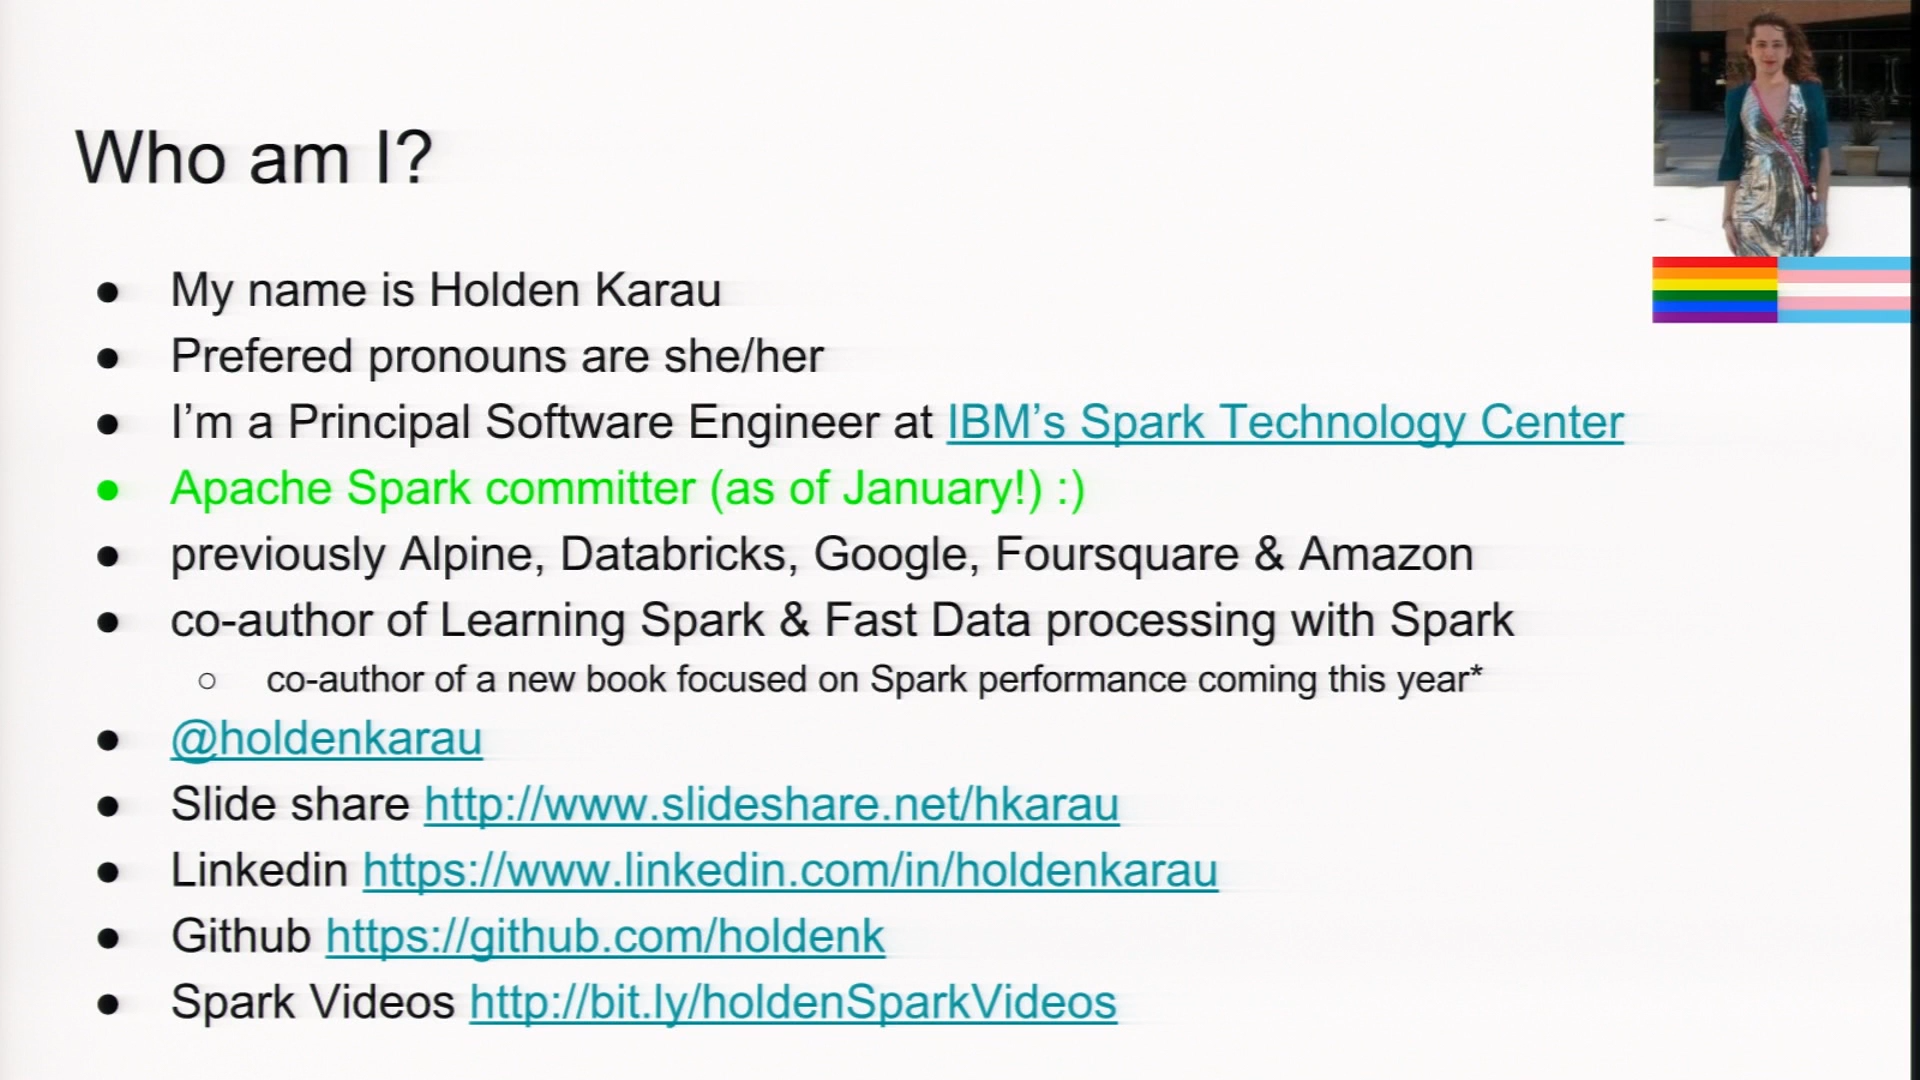 Who am I?
● My name is Holden Karau
● Prefered pronouns are she/her
● I’m a Principal Software Engineer at IBM’s Spark Technology Center
● Apache Spark committer (as of January!) :)
● previously Alpine, Databricks, Google, Foursquare & Amazon
● co-author of Learning Spark & Fast Data processing with Spark
○ co-author of a new book focused on Spark performance coming this year*
● @holdenkarau
● Slide share http://www.slideshare.net/hkarau
● Linkedin https://www.linkedin.com/in/holdenkarau
● Github https://github.com/holdenk
● Spark Videos http://bit.ly/holdenSparkVideos